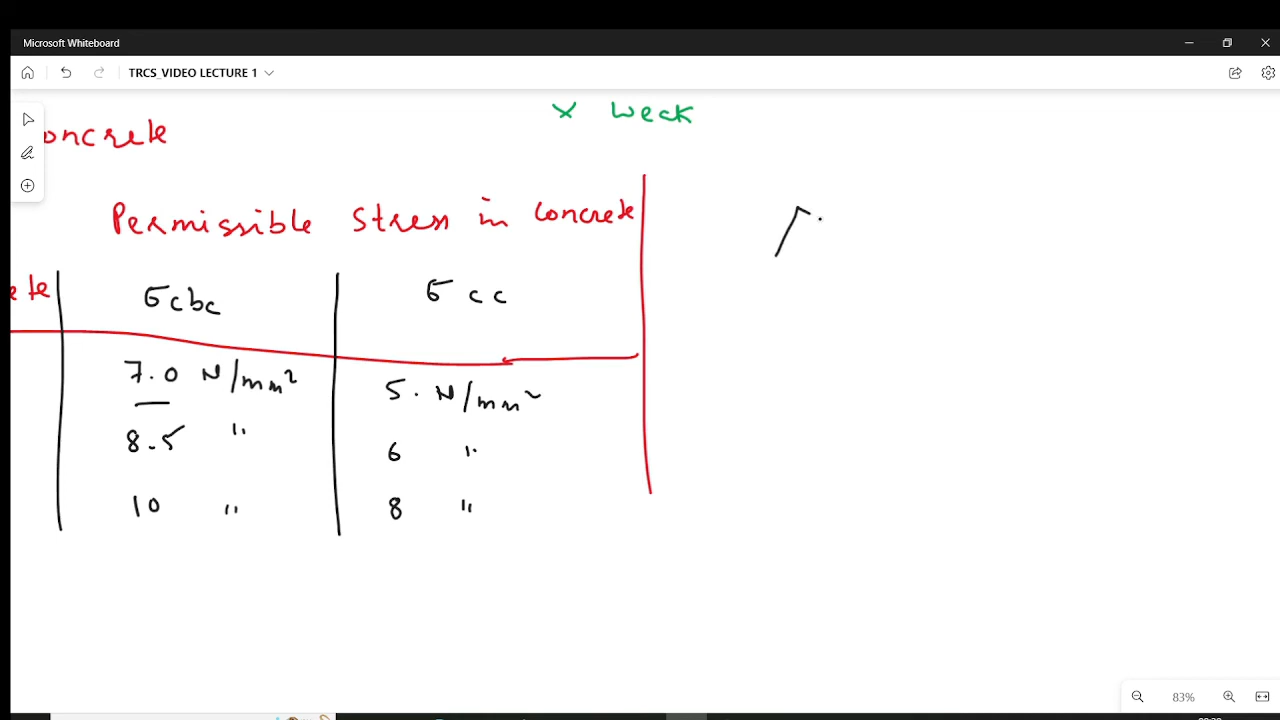 Microsoft Whiteboard
TRCS_VIDEO LECTURE 1
x weak
oncrete
Permissible Stress in Concrete
ete σcbc σcc
7.0 N/mm² 5. N/mm²
8.5 " 6 "
10 " 8 "
83%